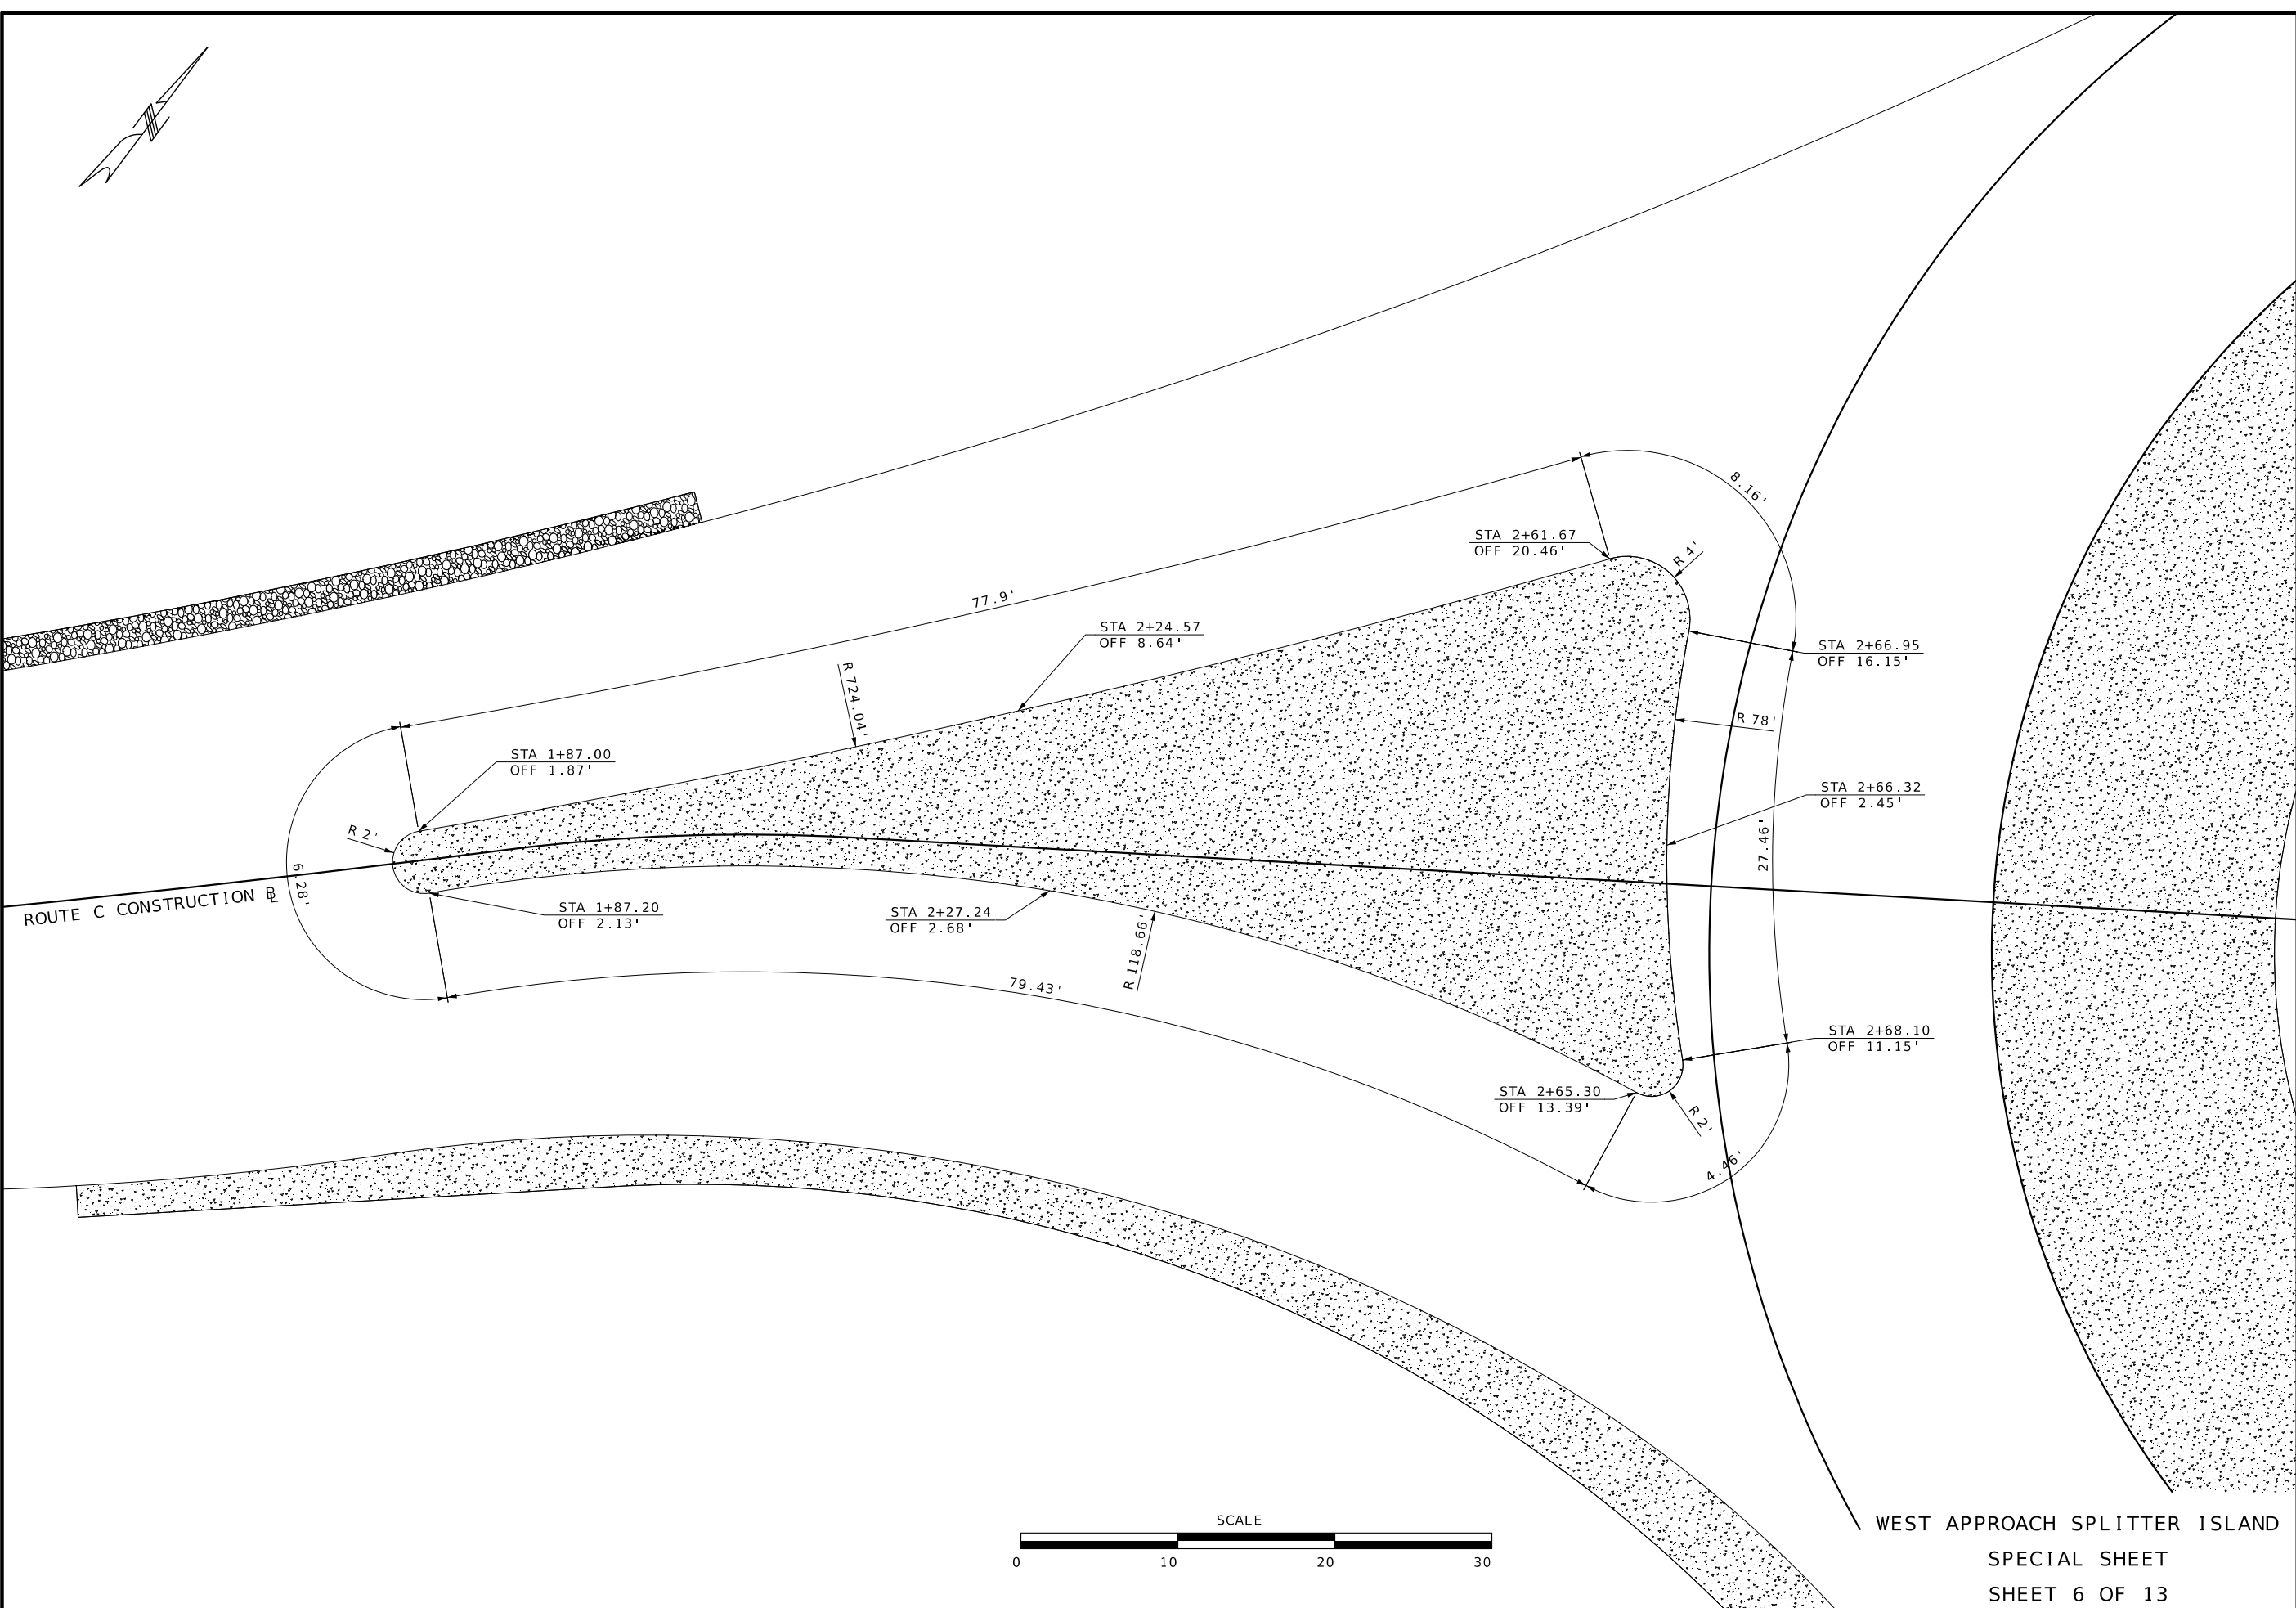 8.16'
STA 2+61.67
OFF 20.46'
R 4'
77.9'
STA 2+24.57
OFF 8.64'
STA 2+66.95
OFF 16.15'
R 724.04'
R 78'
STA 1+87.00
OFF 1.87'
STA 2+66.32
OFF 2.45'
R 2'
27.46'
6.28'
ROUTE C CONSTRUCTION BL
STA 1+87.20
OFF 2.13'
STA 2+27.24
OFF 2.68'
R 118.66'
79.43'
STA 2+68.10
OFF 11.15'
STA 2+65.30
OFF 13.39'
R 2'
4.46'
SCALE
0 10 20 30
WEST APPROACH SPLITTER ISLAND
SPECIAL SHEET
SHEET 6 OF 13